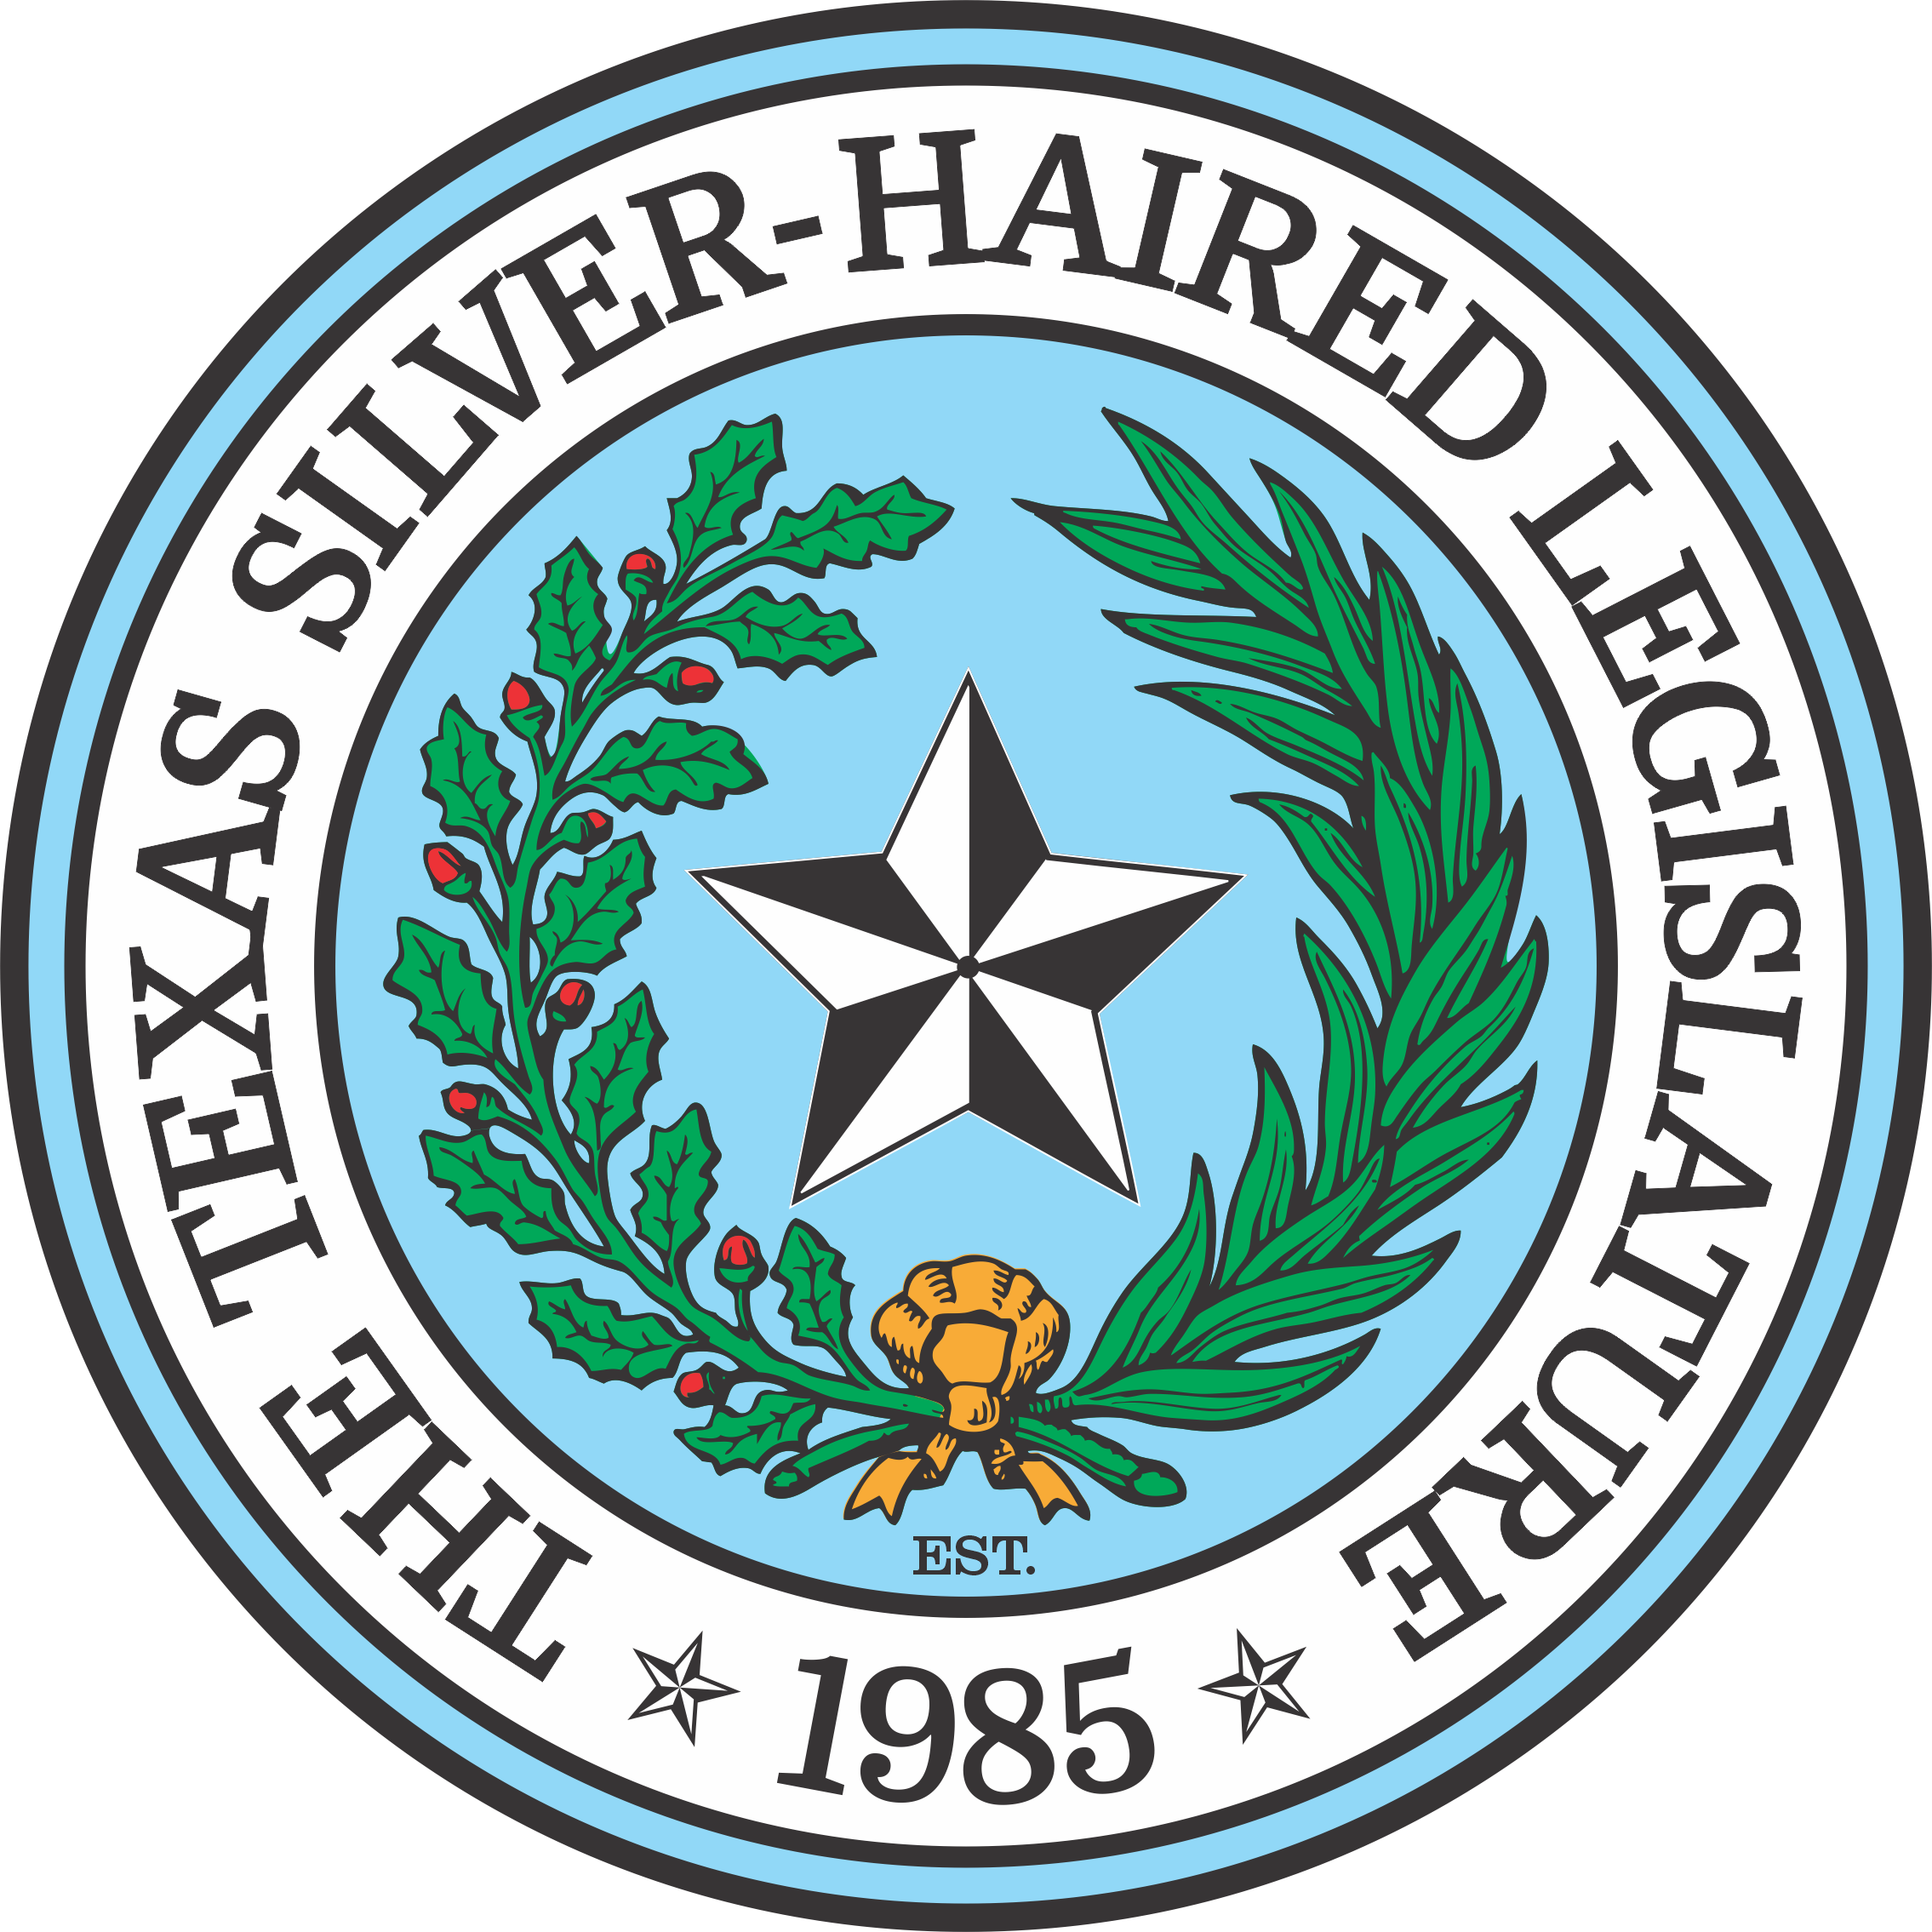 THE TEXAS SILVER-HAIRED LEGISLATURE
EST.
1985